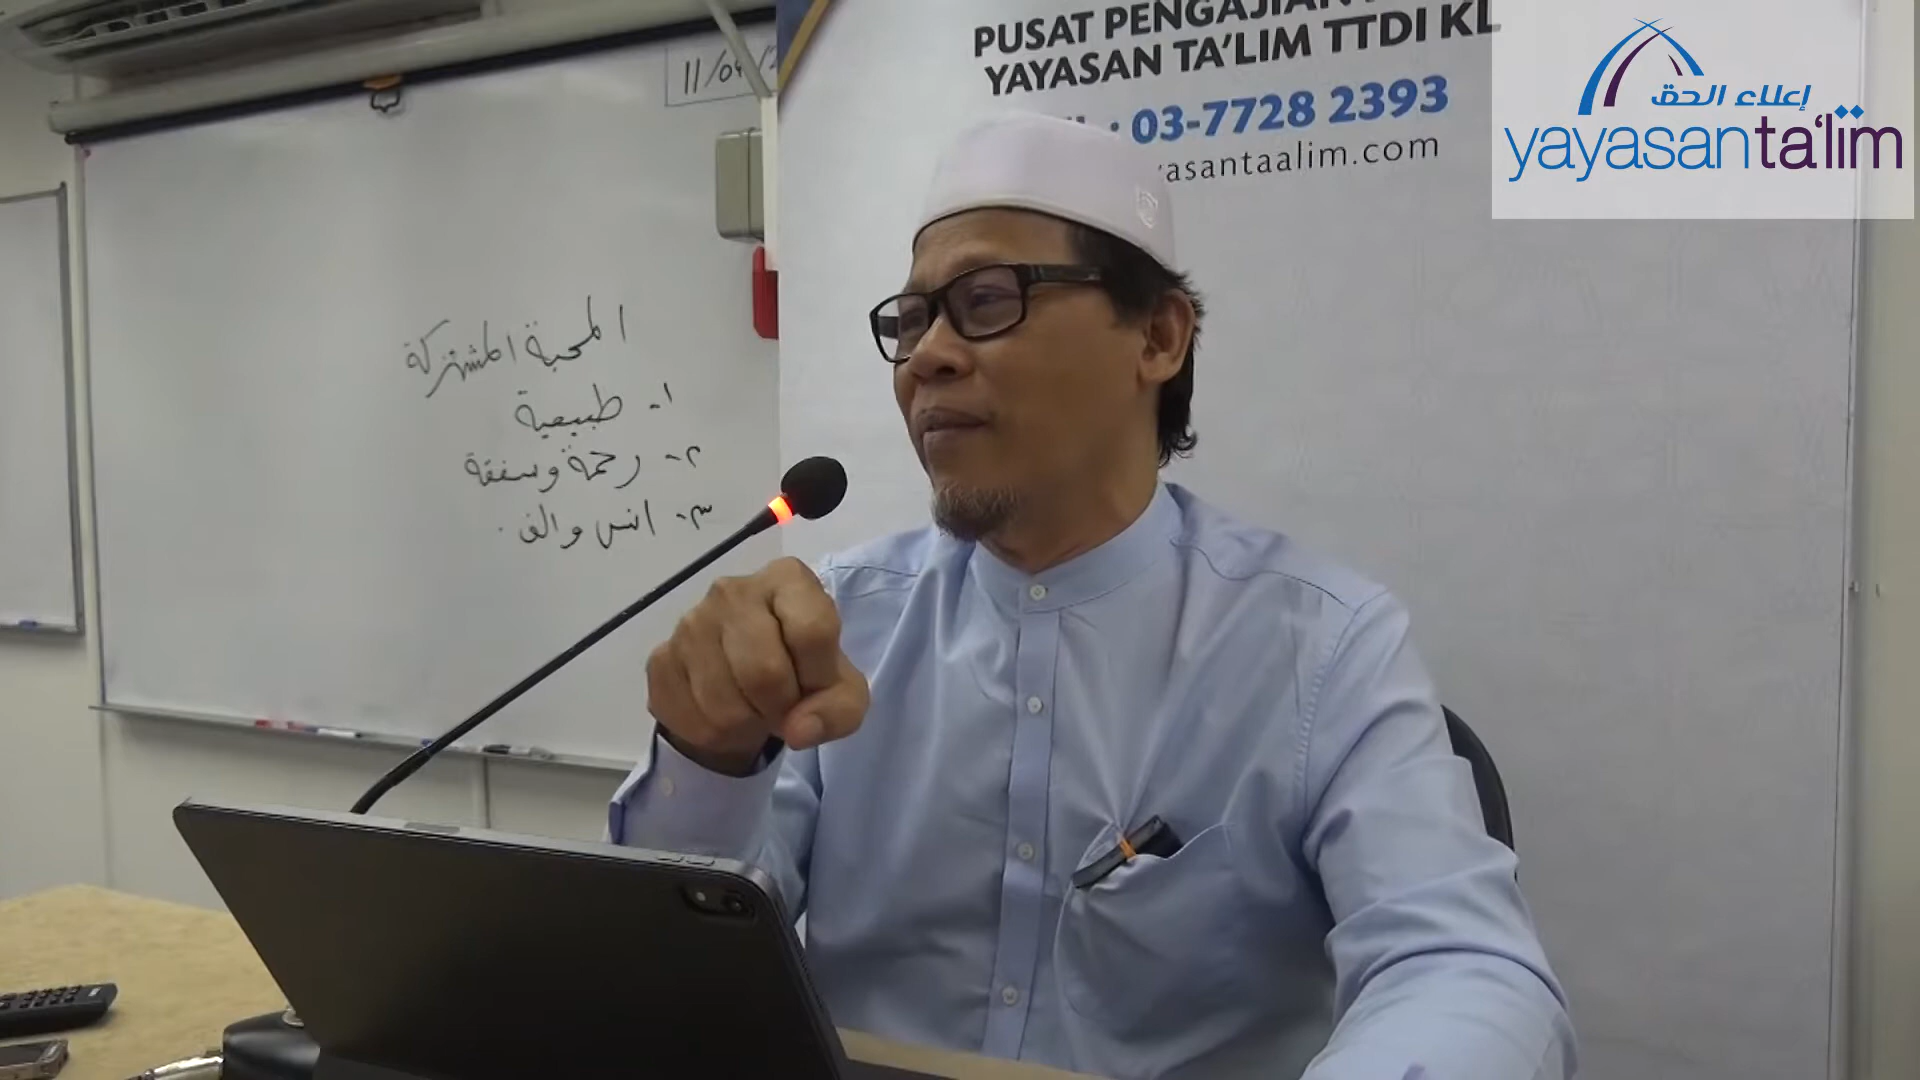 11/04/
المحبة المشتركة
١- طبيعية
٢- رحمة وسفقة
٣- انس والف.
PUSAT PENGAJIAN
YAYASAN TA'LIM TTDI KL
: 03-7728 2393
yasantaalim.com
إعلاء الحق
yayasanta'lim